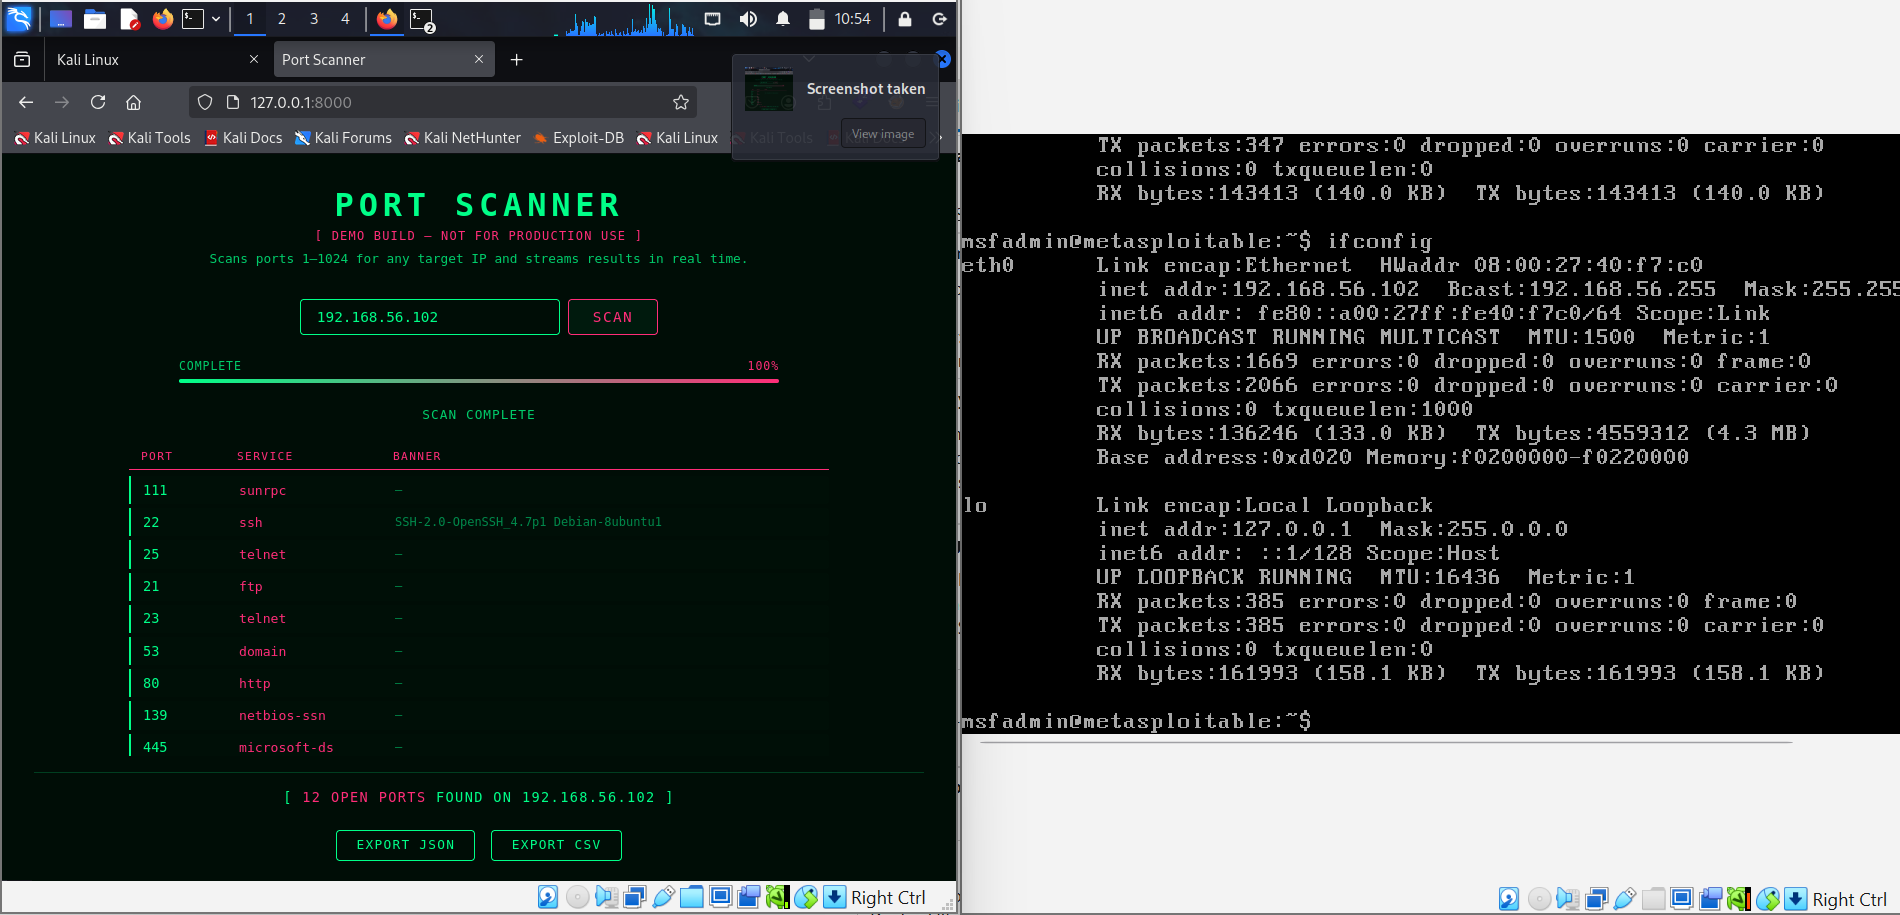 1 2 3 4
2
10:54
Kali Linux
Port Scanner
Screenshot taken
View image
127.0.0.1:8000
Kali Linux
Kali Tools
Kali Docs
Kali Forums
Kali NetHunter
Exploit-DB
Kali Linux
Kali Tools
PORT SCANNER
[ DEMO BUILD — NOT FOR PRODUCTION USE ]
Scans ports 1–1024 for any target IP and streams results in real time.
192.168.56.102
SCAN
COMPLETE 100%
SCAN COMPLETE
PORT SERVICE BANNER
111 sunrpc —
22 ssh SSH-2.0-OpenSSH_4.7p1 Debian-8ubuntu1
25 telnet —
21 ftp —
23 telnet —
53 domain —
80 http —
139 netbios-ssn —
445 microsoft-ds —
[ 12 OPEN PORTS FOUND ON 192.168.56.102 ]
EXPORT JSON
EXPORT CSV
Right Ctrl
TX packets:347 errors:0 dropped:0 overruns:0 carrier:0
collisions:0 txqueuelen:0
RX bytes:143413 (140.0 KB)  TX bytes:143413 (140.0 KB)
msfadmin@metasploitable:~$ ifconfig
eth0 Link encap:Ethernet  HWaddr 08:00:27:40:f7:c0
inet addr:192.168.56.102  Bcast:192.168.56.255  Mask:255.255
inet6 addr: fe80::a00:27ff:fe40:f7c0/64 Scope:Link
UP BROADCAST RUNNING MULTICAST  MTU:1500  Metric:1
RX packets:1669 errors:0 dropped:0 overruns:0 frame:0
TX packets:2066 errors:0 dropped:0 overruns:0 carrier:0
collisions:0 txqueuelen:1000
RX bytes:136246 (133.0 KB)  TX bytes:4559312 (4.3 MB)
Base address:0xd020 Memory:f0200000-f0220000
lo Link encap:Local Loopback
inet addr:127.0.0.1  Mask:255.0.0.0
inet6 addr: ::1/128 Scope:Host
UP LOOPBACK RUNNING  MTU:16436  Metric:1
RX packets:385 errors:0 dropped:0 overruns:0 frame:0
TX packets:385 errors:0 dropped:0 overruns:0 carrier:0
collisions:0 txqueuelen:0
RX bytes:161993 (158.1 KB)  TX bytes:161993 (158.1 KB)
msfadmin@metasploitable:~$
Right Ctrl